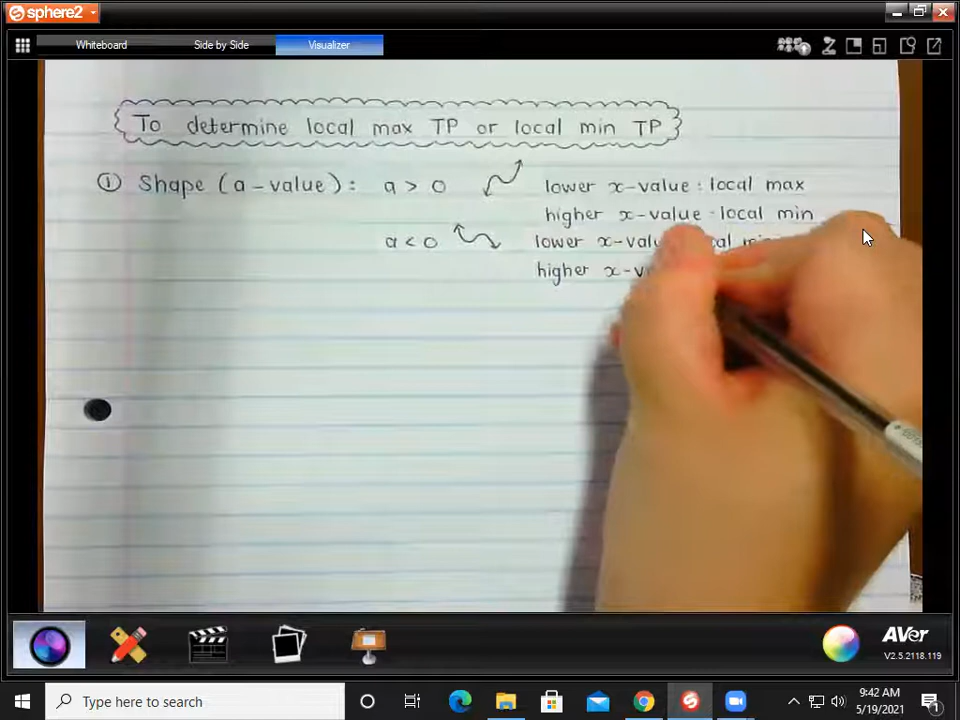 sphere2
Whiteboard Side by Side Visualizer
To determine local max TP or local min TP
① Shape (a-value): a > 0 lower x-value: local max
higher x-value: local min
a < 0 lower x-value
higher x-v
AVer
V2.5.2118.119
Type here to search
9:42 AM
5/19/2021
1